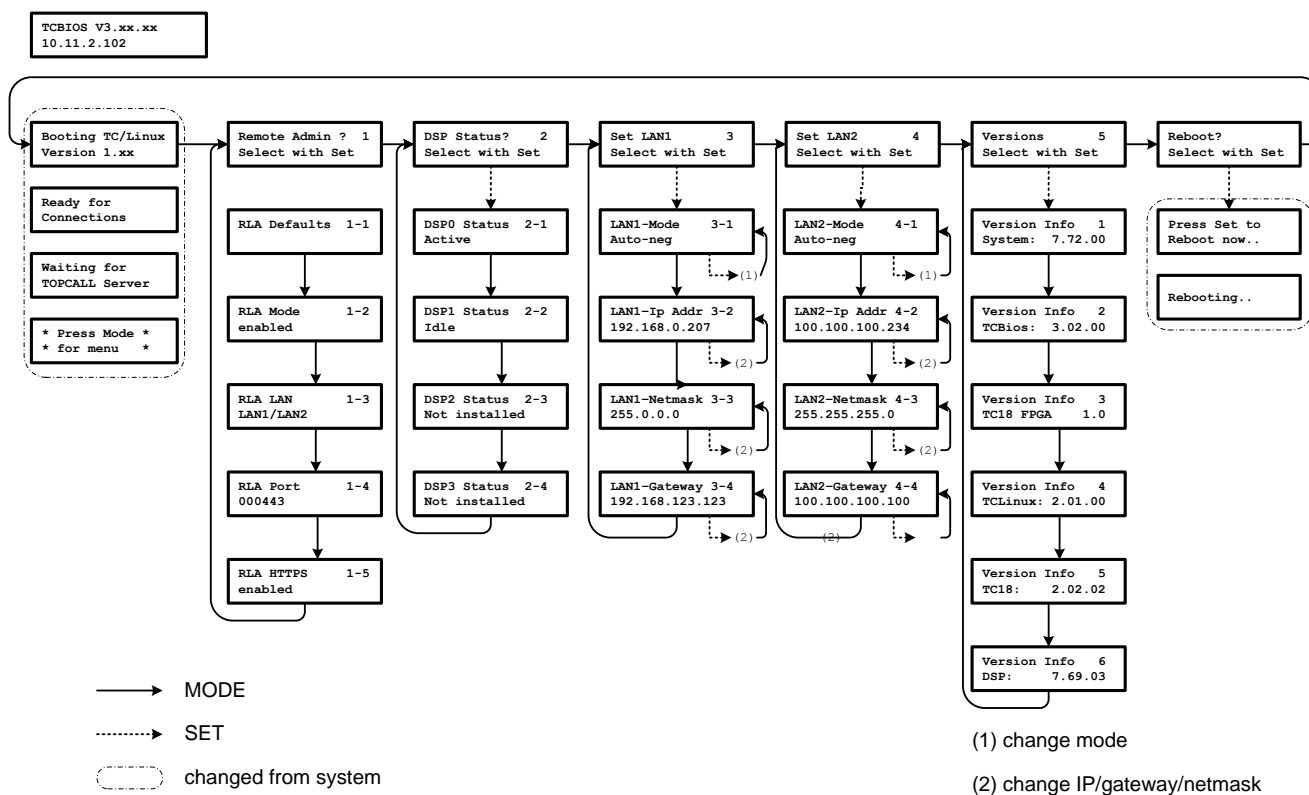 TCBIOS V3.xx.xx
10.11.2.102
Booting TC/Linux
Version 1.xx
Ready for
Connections
Waiting for
TOPCALL Server
* Press Mode *
* for menu *
Remote Admin ? 1
Select with Set
RLA Defaults 1-1
RLA Mode 1-2
enabled
RLA LAN 1-3
LAN1/LAN2
RLA Port 1-4
000443
RLA HTTPS 1-5
enabled
DSP Status? 2
Select with Set
DSP0 Status 2-1
Active
DSP1 Status 2-2
Idle
DSP2 Status 2-3
Not installed
DSP3 Status 2-4
Not installed
Set LAN1 3
Select with Set
LAN1-Mode 3-1
Auto-neg
(1)
LAN1-Ip Addr 3-2
192.168.0.207
(2)
LAN1-Netmask 3-3
255.0.0.0
(2)
LAN1-Gateway 3-4
192.168.123.123
(2)
Set LAN2 4
Select with Set
LAN2-Mode 4-1
Auto-neg
(1)
LAN2-Ip Addr 4-2
100.100.100.234
(2)
LAN2-Netmask 4-3
255.255.255.0
(2)
LAN2-Gateway 4-4
100.100.100.100
(2)
Versions 5
Select with Set
Version Info 1
System: 7.72.00
Version Info 2
TCBios: 3.02.00
Version Info 3
TC18 FPGA 1.0
Version Info 4
TCLinux: 2.01.00
Version Info 5
TC18: 2.02.02
Version Info 6
DSP: 7.69.03
Reboot?
Select with Set
Press Set to
Reboot now..
Rebooting..
MODE
SET
changed from system
(1) change mode
(2) change IP/gateway/netmask